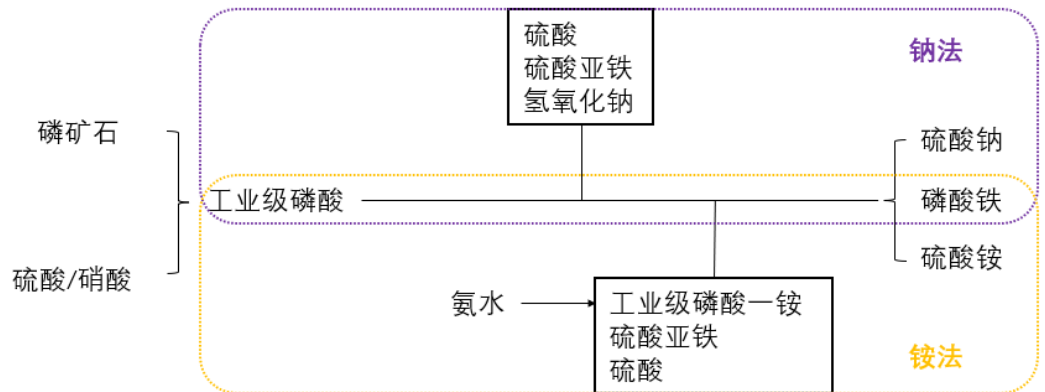 硫酸
硫酸亚铁
氢氧化钠
钠法
磷矿石
硫酸钠
工业级磷酸
磷酸铁
硫酸/硝酸
硫酸铵
氨水
工业级磷酸一铵
硫酸亚铁
硫酸
铵法